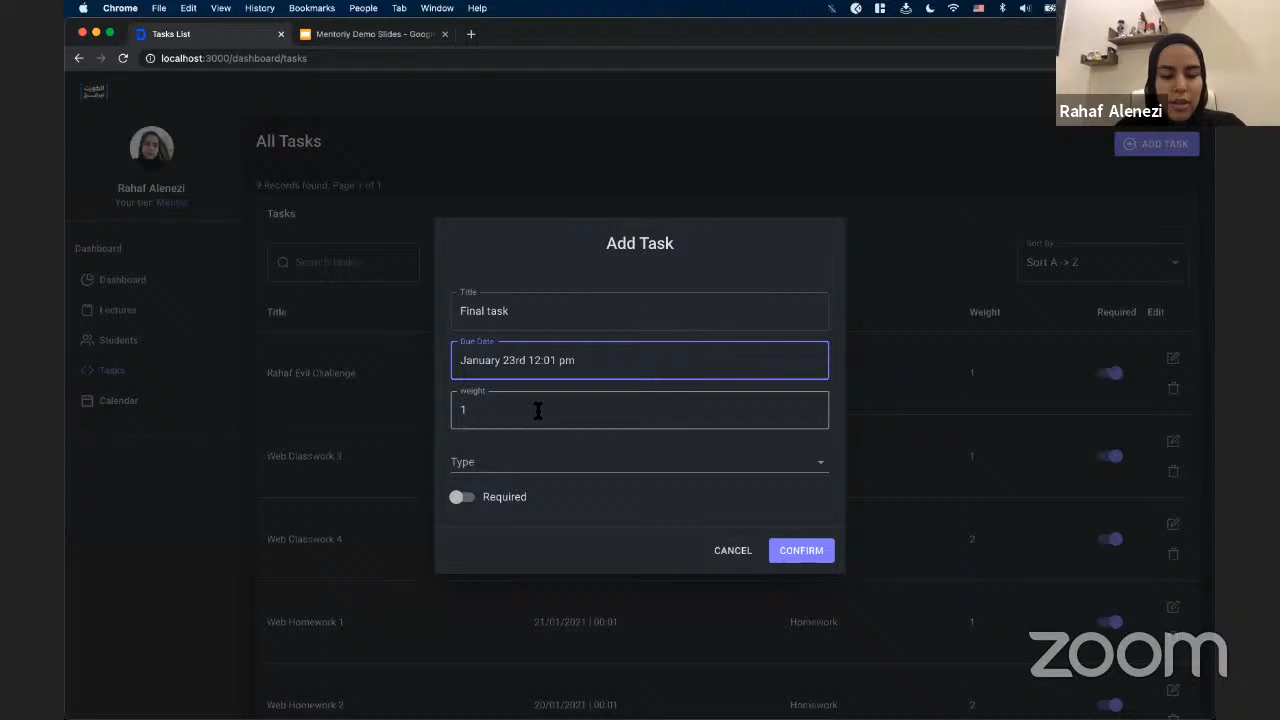 Chrome File Edit View History Bookmarks People Tab Window Help
Tasks List
Mentorly Demo Slides - Googl
localhost:3000/dashboard/tasks
Rahaf Alenezi
الكويت
تبرمج
All Tasks
ADD TASK
9 Records found, Page 1 of 1
Rahaf Alenezi
Your tier: Mentor
Tasks
Add Task
Dashboard
Search task
Sort By
Sort A -> Z
Dashboard
Lectures
Students
Tasks
Calendar
Title
Weight
Required
Edit
Title
Final task
Due Date
January 23rd 12:01 pm
weight
1
Type
Required
CANCEL
CONFIRM
Rahaf Evil Challenge
1
Web Classwork 3
1
Web Classwork 4
2
Web Homework 1
21/01/2021 | 00:01
Homework
1
Web Homework 2
20/01/2021 | 00:01
Homework
2
zoom